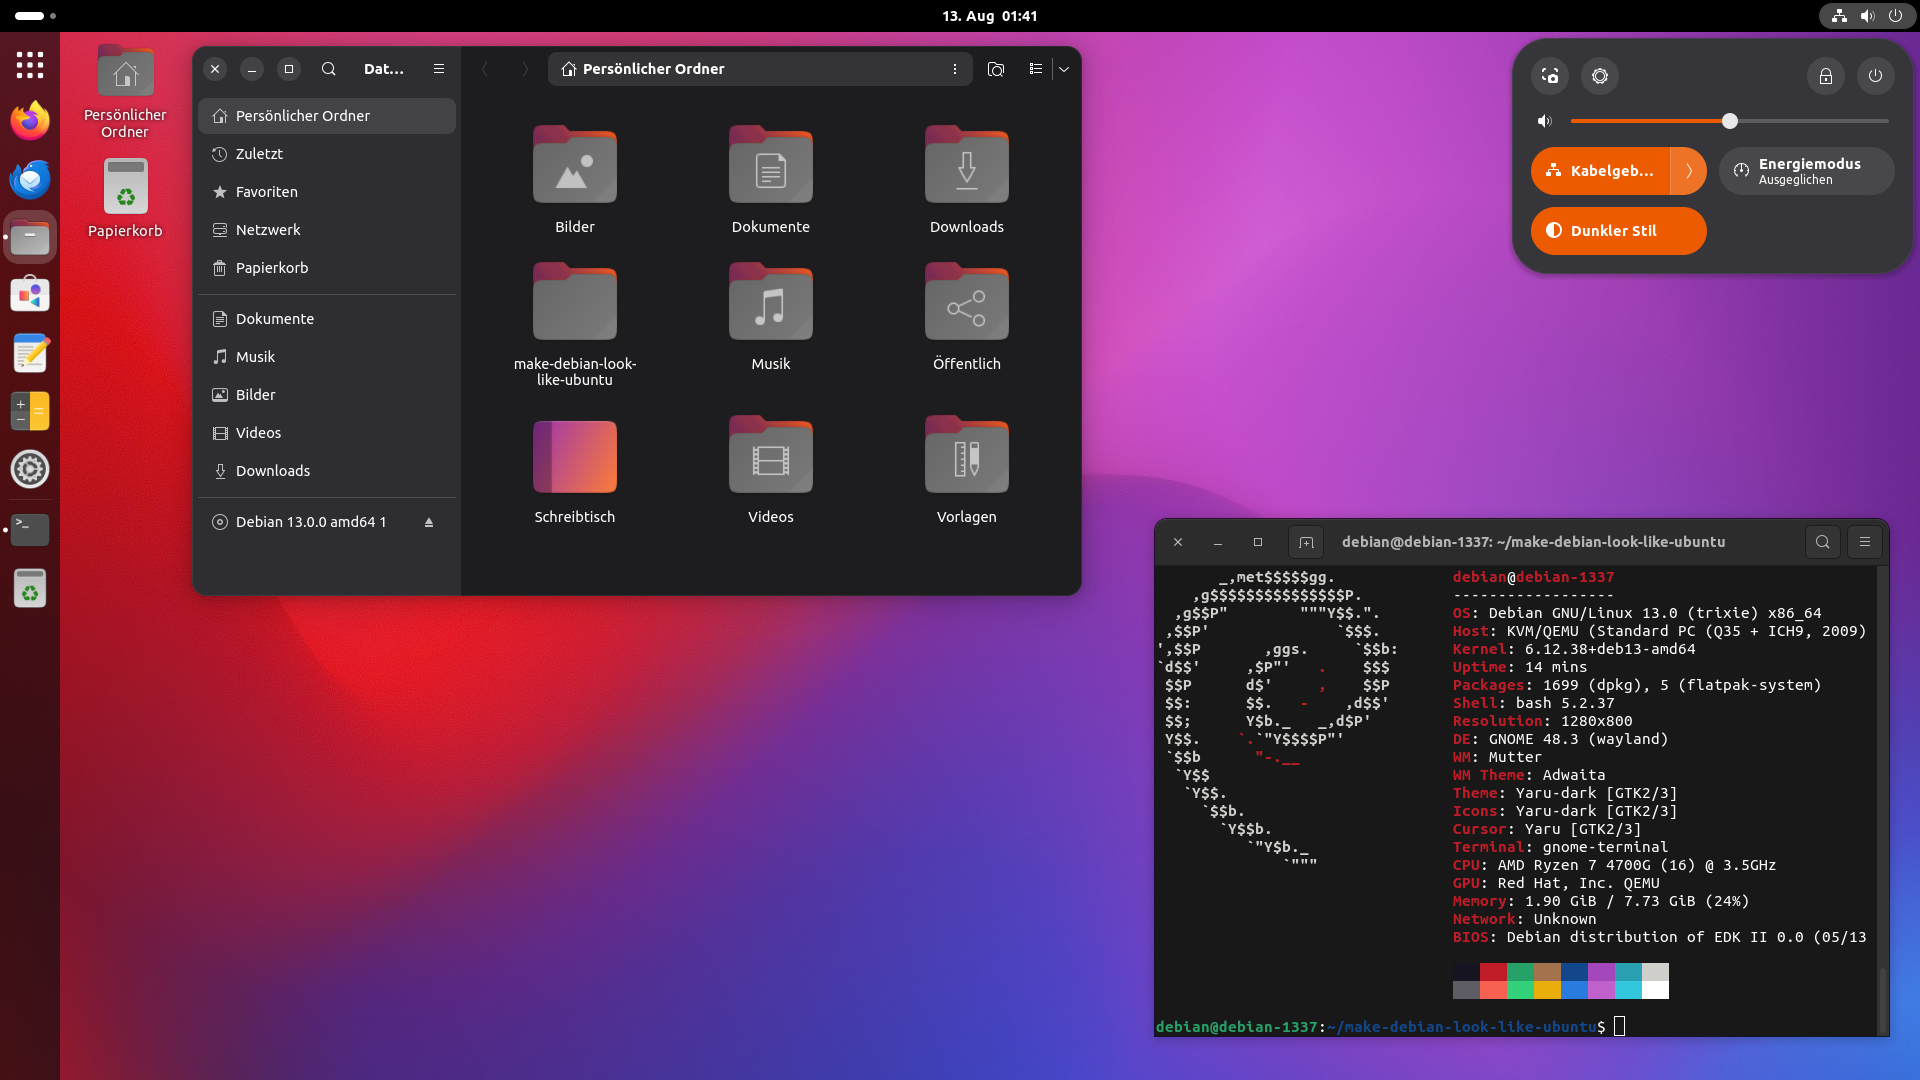 13. Aug 01:41
Persönlicher
Ordner
Papierkorb
Dat...
Persönlicher Ordner
Zuletzt
Favoriten
Netzwerk
Papierkorb
Dokumente
Musik
Bilder
Videos
Downloads
Debian 13.0.0 amd64 1
Persönlicher Ordner
Bilder
Dokumente
Downloads
make-debian-look-
like-ubuntu
Musik
Öffentlich
Schreibtisch
Videos
Vorlagen
Kabelgeb...
Energiemodus
Ausgeglichen
Dunkler Stil
debian@debian-1337: ~/make-debian-look-like-ubuntu
_,met$$$$$gg.
,g$$$$$$$$$$$$$$$P.
,g$$P"        """Y$$.".
,$$P'              `$$$.
',$$P       ,ggs.     `$$b:
`d$$'     ,$P"'   .    $$$
$$P      d$'     ,    $$P
$$:      $$.   -    ,d$$'
$$;      Y$b._   _,d$P'
Y$$.    `.`"Y$$$$P"'
`$$b      "-.__
`Y$$
`Y$$.
`$$b.
`Y$$b.
`"Y$b._
`"""
debian@debian-1337
------------------
OS: Debian GNU/Linux 13.0 (trixie) x86_64
Host: KVM/QEMU (Standard PC (Q35 + ICH9, 2009)
Kernel: 6.12.38+deb13-amd64
Uptime: 14 mins
Packages: 1699 (dpkg), 5 (flatpak-system)
Shell: bash 5.2.37
Resolution: 1280x800
DE: GNOME 48.3 (wayland)
WM: Mutter
WM Theme: Adwaita
Theme: Yaru-dark [GTK2/3]
Icons: Yaru-dark [GTK2/3]
Cursor: Yaru [GTK2/3]
Terminal: gnome-terminal
CPU: AMD Ryzen 7 4700G (16) @ 3.5GHz
GPU: Red Hat, Inc. QEMU
Memory: 1.90 GiB / 7.73 GiB (24%)
Network: Unknown
BIOS: Debian distribution of EDK II 0.0 (05/13
debian@debian-1337:~/make-debian-look-like-ubuntu$